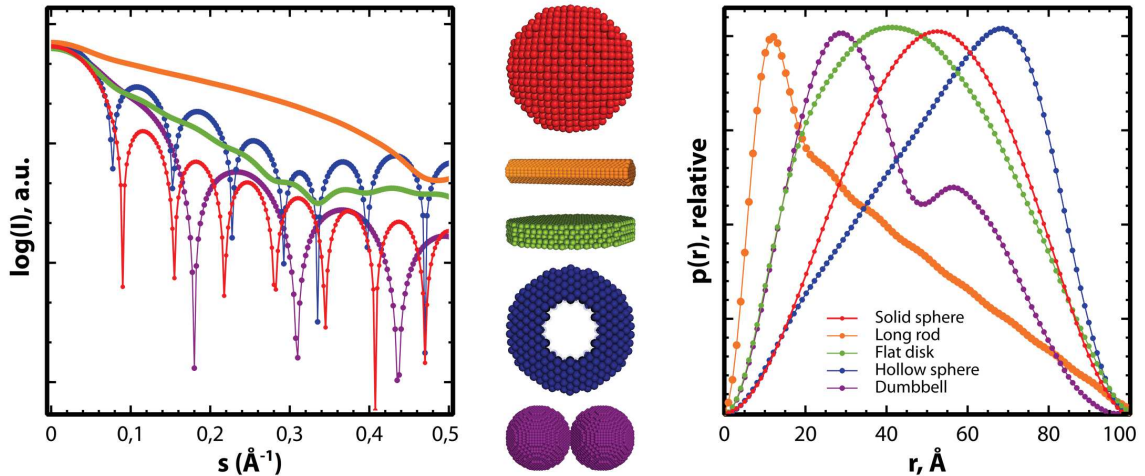 log(I), a.u.
0
0,1
0,2
0,3
0,4
0,5
s (Å⁻¹)
p(r), relative
Solid sphere
Long rod
Flat disk
Hollow sphere
Dumbbell
0
20
40
60
80
100
r, Å